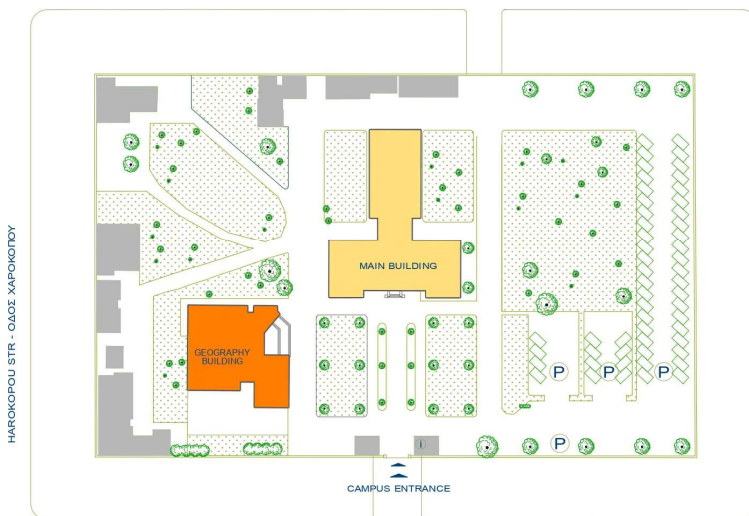 HAROKOPOU STR - ΟΔΟΣ ΧΑΡΟΚΟΠΟΥ
MAIN BUILDING
GEOGRAPHY
BUILDING
P
P
P
P
i
CAMPUS ENTRANCE